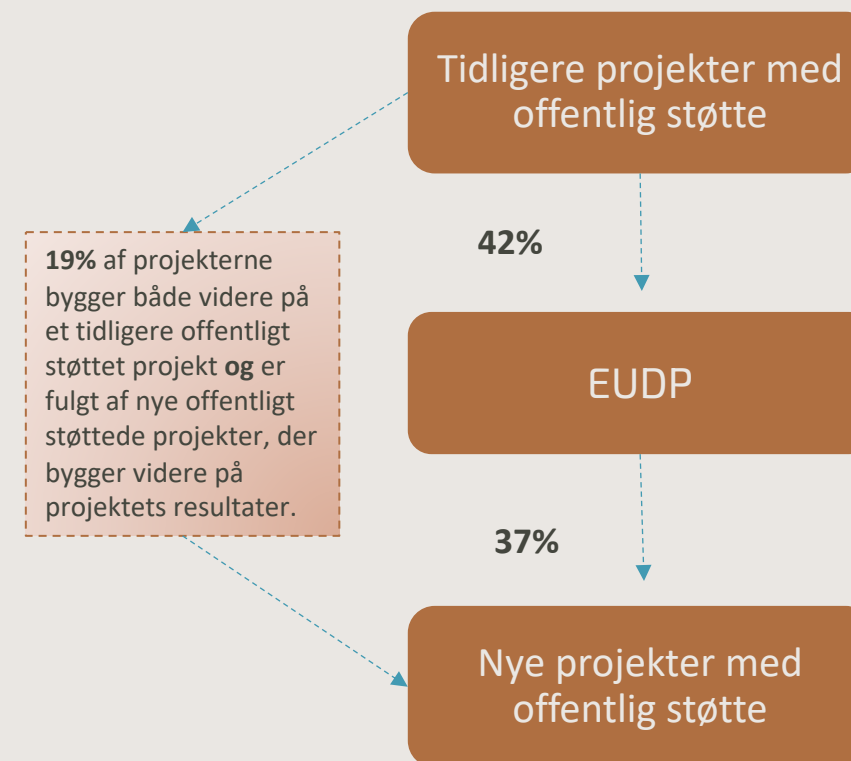 Tidligere projekter med
offentlig støtte
42%
19% af projekterne
bygger både videre på
et tidligere offentligt
støttet projekt og er
fulgt af nye offentligt
støttede projekter, der
bygger videre på
projektets resultater.
EUDP
37%
Nye projekter med
offentlig støtte